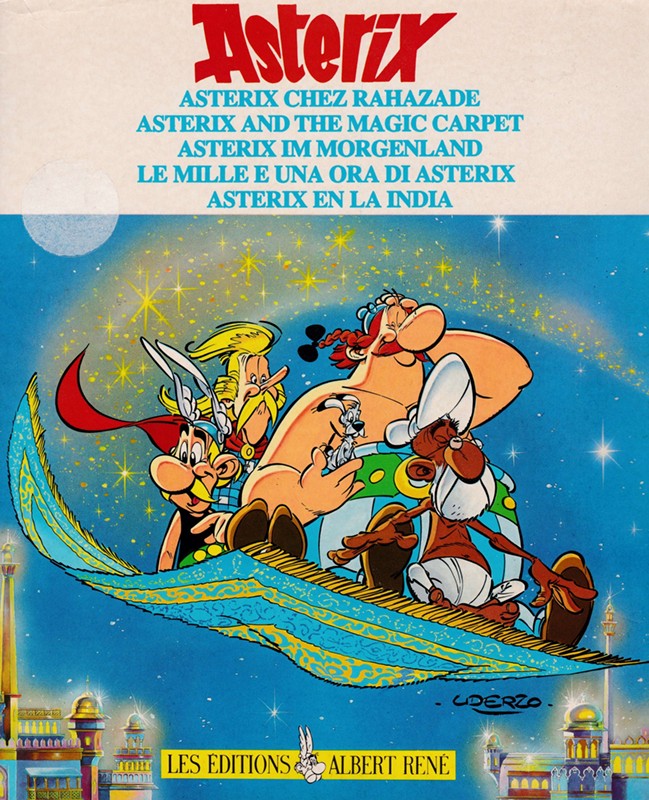 Asterix
ASTERIX CHEZ RAHAZADE
ASTERIX AND THE MAGIC CARPET
ASTERIX IM MORGENLAND
LE MILLE E UNA ORA DI ASTERIX
ASTERIX EN LA INDIA
- UDERZO -
LES ÉDITIONS ALBERT RENÉ